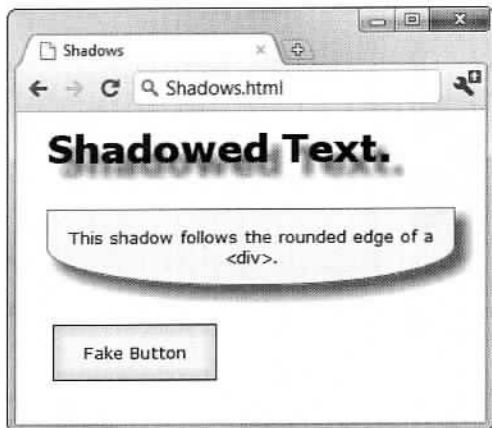 Shadows
Shadows.html
Shadowed Text.
This shadow follows the rounded edge of a
<div>.
Fake Button